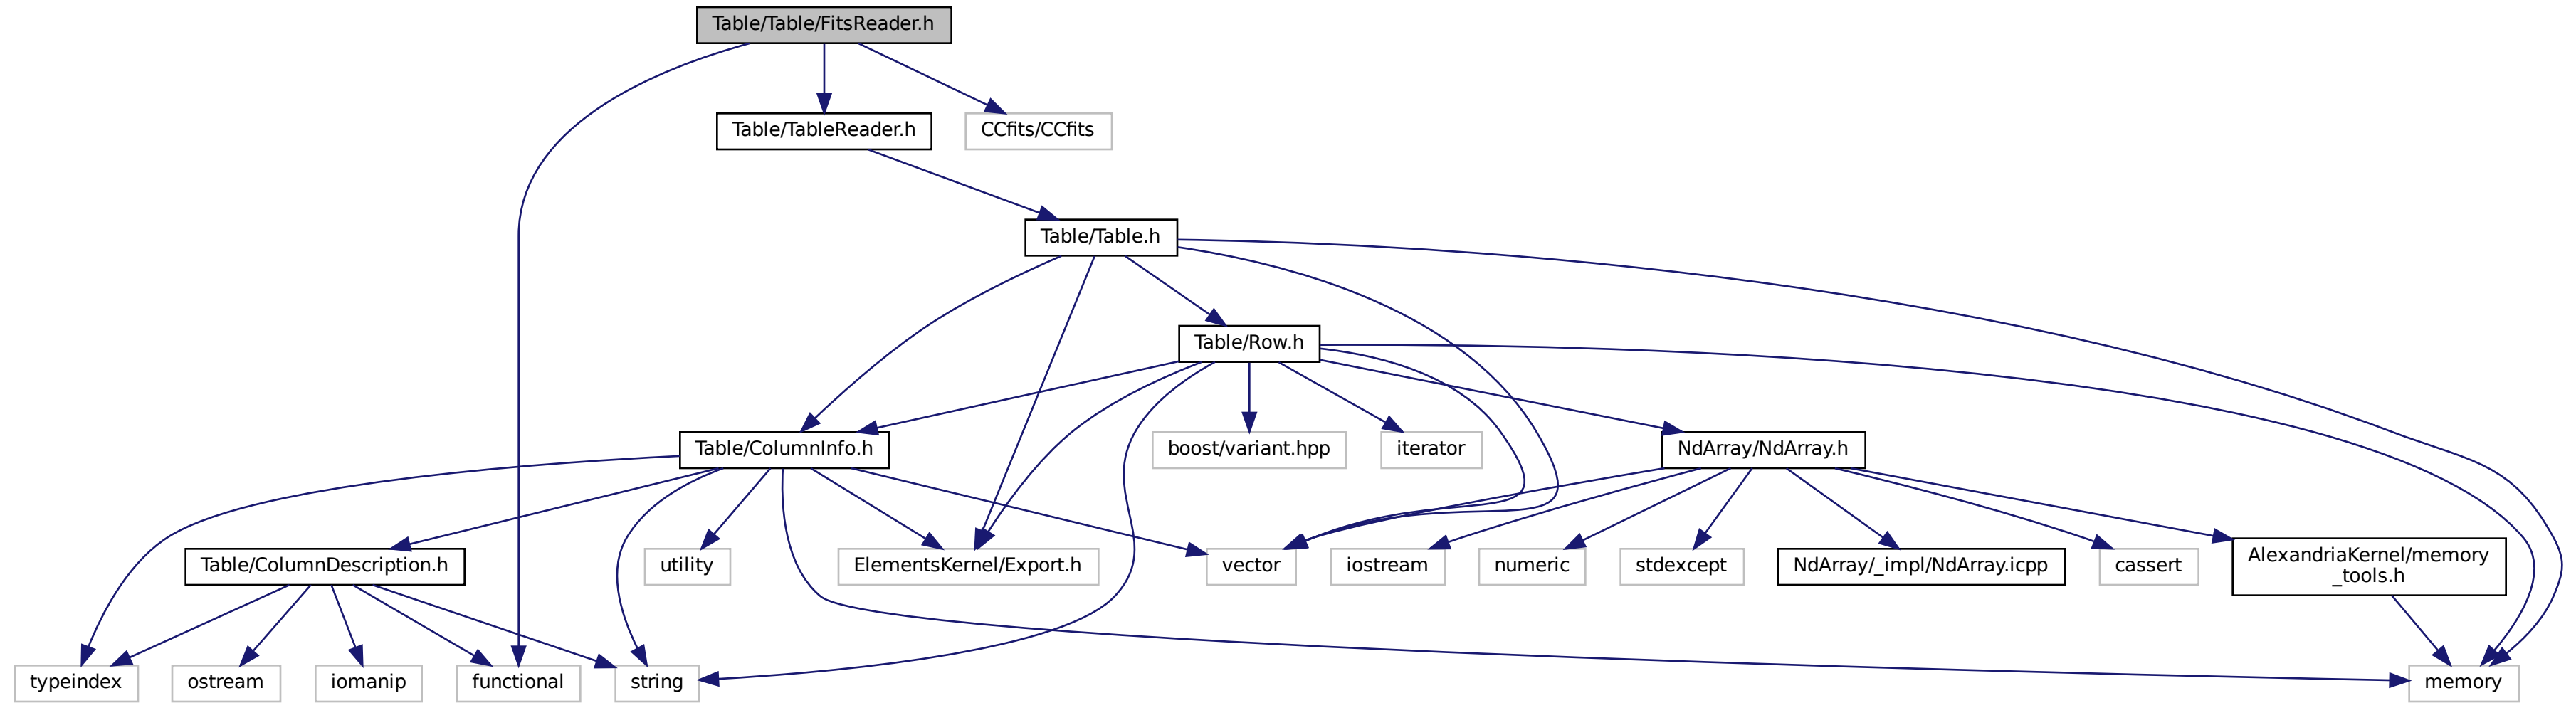 Table/Table/FitsReader.h
Table/TableReader.h
CCfits/CCfits
Table/Table.h
Table/Row.h
Table/ColumnInfo.h
boost/variant.hpp
iterator
NdArray/NdArray.h
Table/ColumnDescription.h
utility
ElementsKernel/Export.h
vector
iostream
numeric
stdexcept
NdArray/_impl/NdArray.icpp
cassert
AlexandriaKernel/memory
_tools.h
typeindex
ostream
iomanip
functional
string
memory